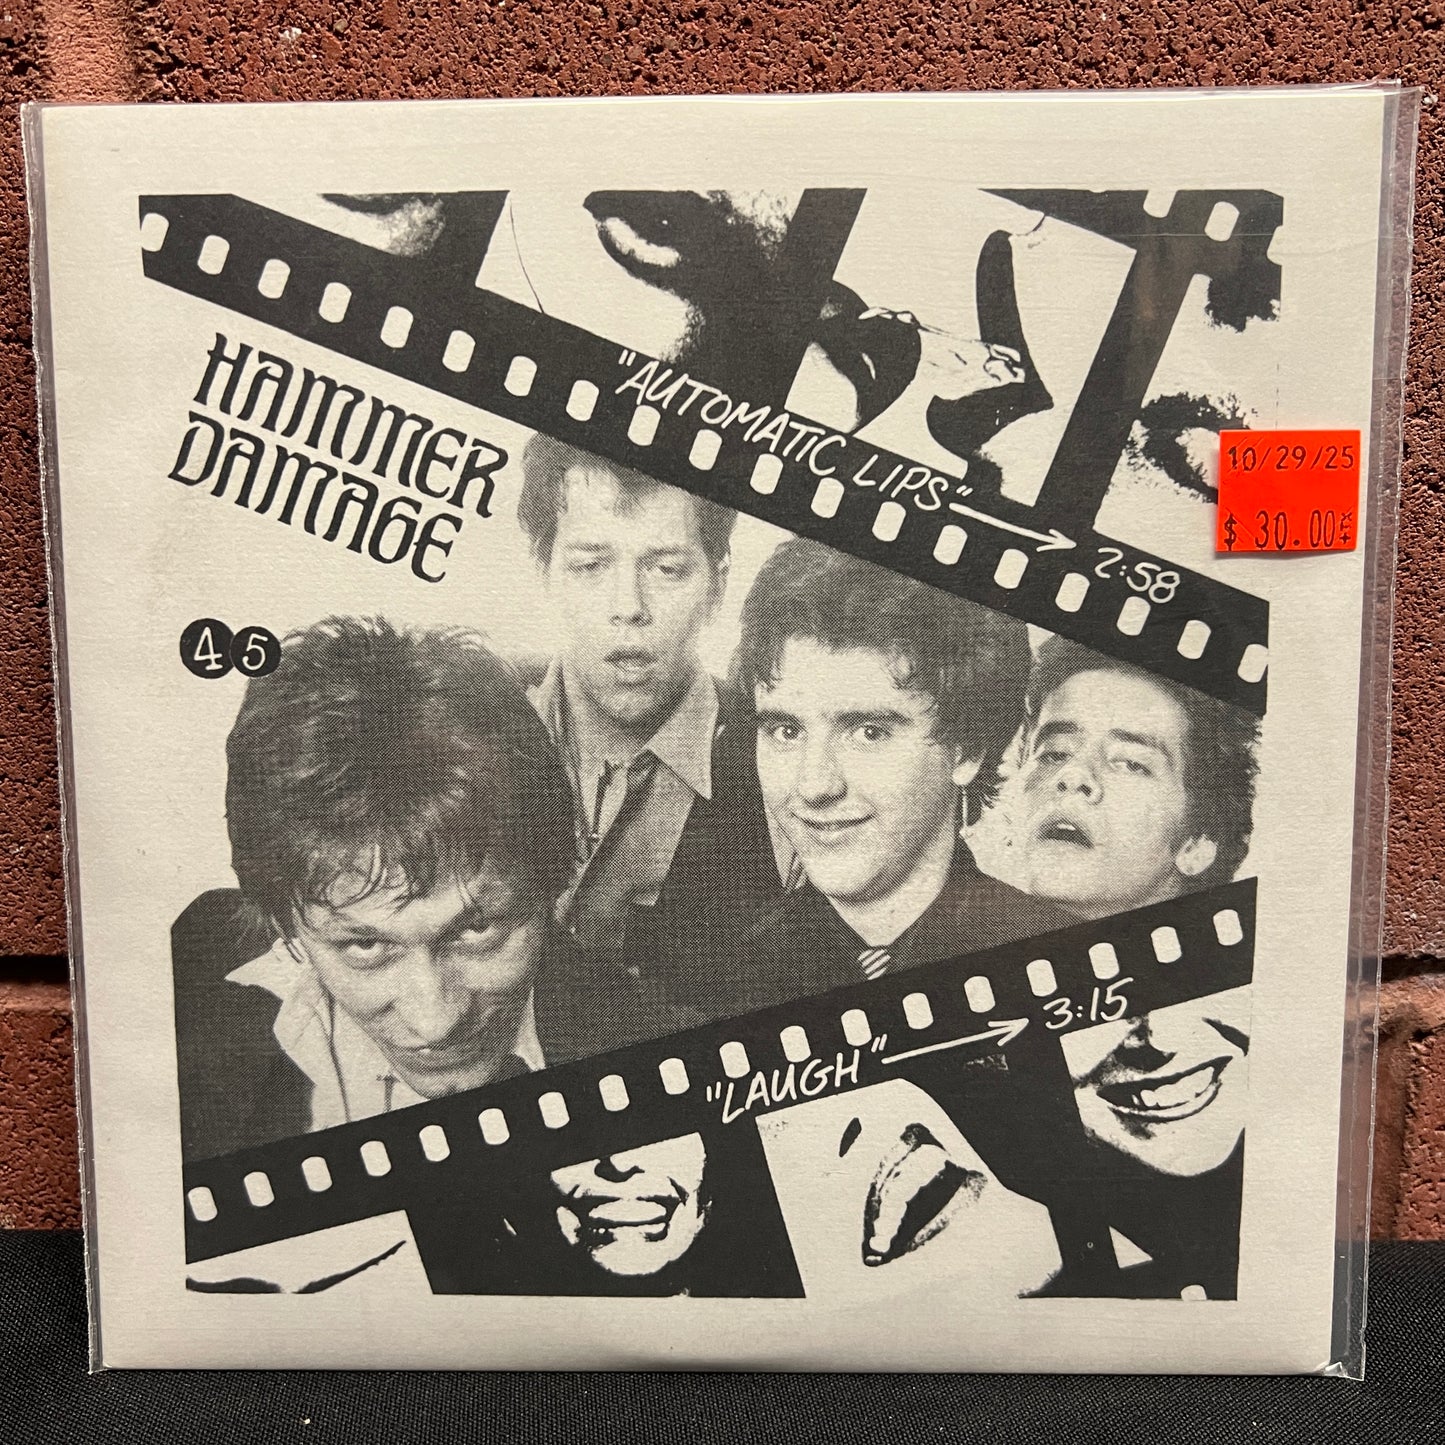 HAMMER
DAMAGE
45
"AUTOMATIC LIPS" → 2:58
10/29/25
$ 30.00
"LAUGH" → 3:15